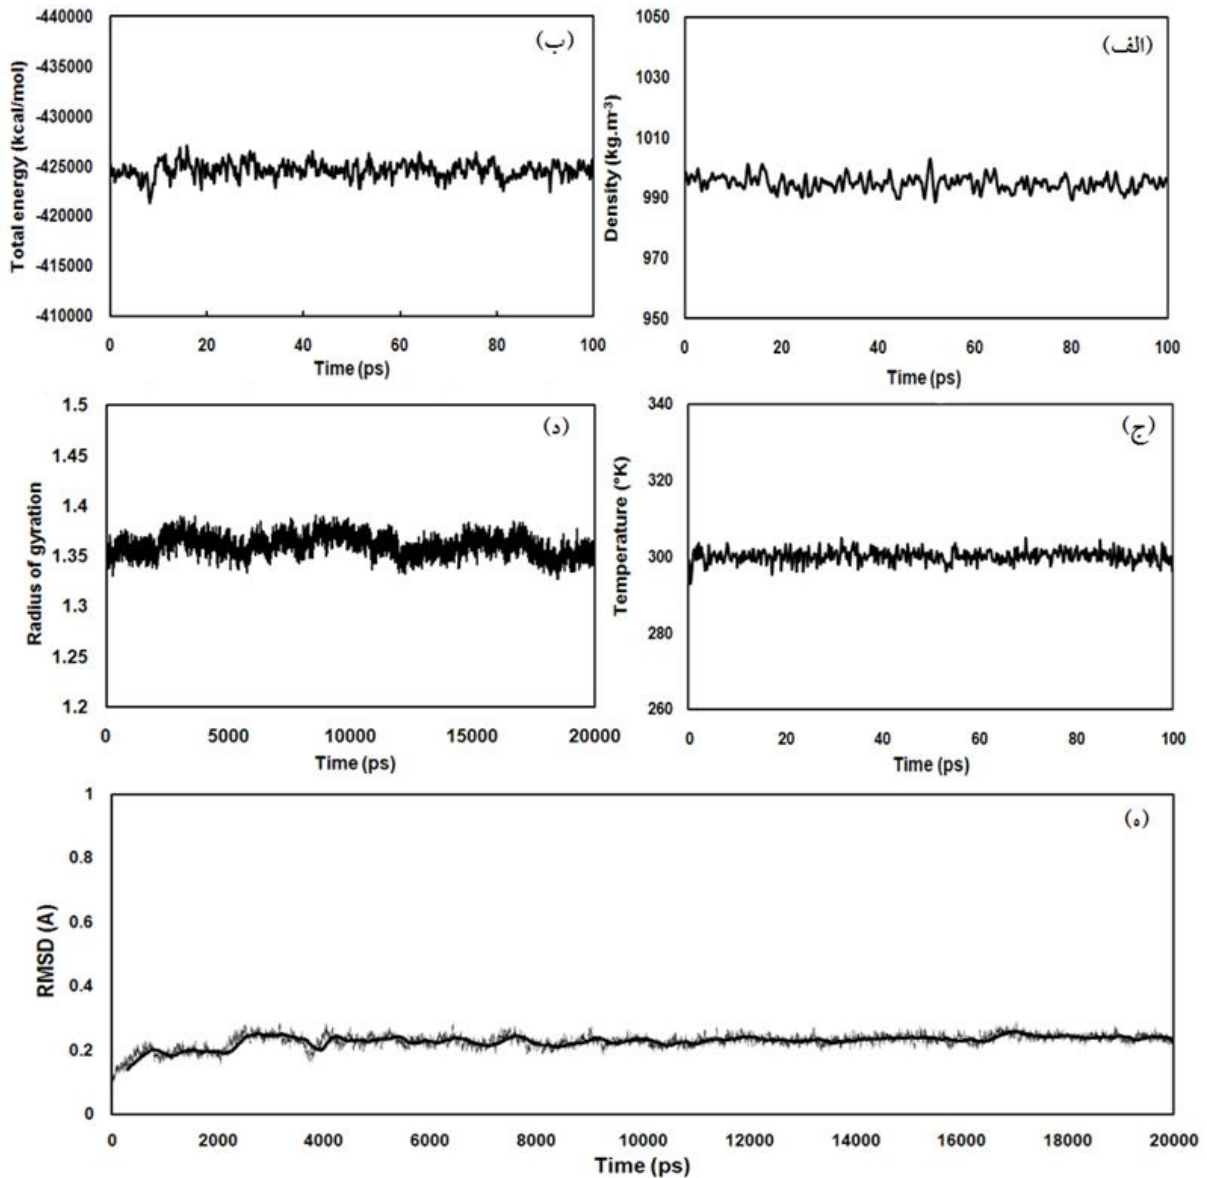 (الف)
Density (kg.m-3)
1050
1030
1010
990
970
950
0 20 40 60 80 100
Time (ps)
(ب)
Total energy (kcal/mol)
-440000
-435000
-430000
-425000
-420000
-415000
-410000
0 20 40 60 80 100
Time (ps)
(ج)
Temperature (°K)
340
320
300
280
260
0 20 40 60 80 100
Time (ps)
(د)
Radius of gyration
1.5
1.45
1.4
1.35
1.3
1.25
1.2
0 5000 10000 15000 20000
Time (ps)
(ه)
RMSD (A)
1
0.8
0.6
0.4
0.2
0
0 2000 4000 6000 8000 10000 12000 14000 16000 18000 20000
Time (ps)